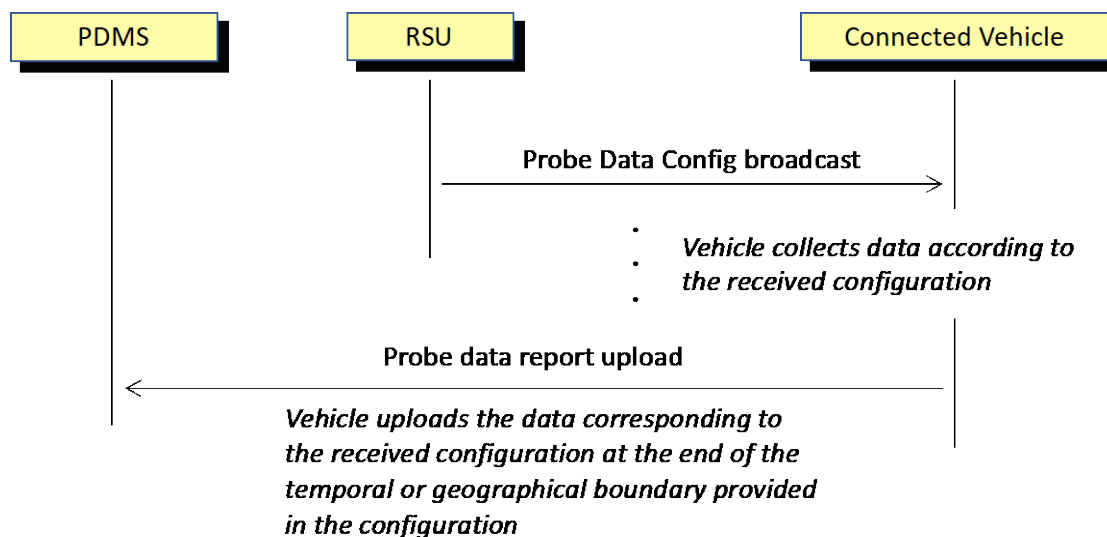 PDMS
RSU
Connected Vehicle
Probe Data Config broadcast
Vehicle collects data according to
the received configuration
Probe data report upload
Vehicle uploads the data corresponding to
the received configuration at the end of the
temporal or geographical boundary provided
in the configuration